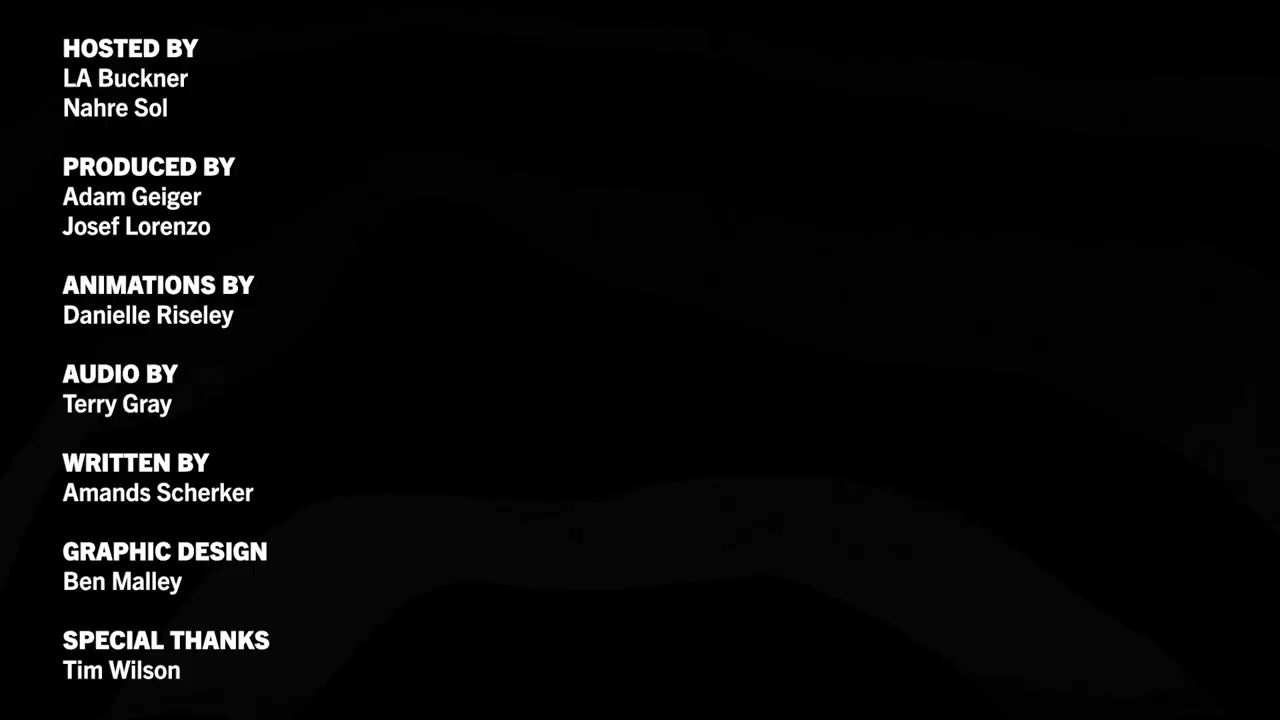 HOSTED BY
LA Buckner
Nahre Sol
PRODUCED BY
Adam Geiger
Josef Lorenzo
ANIMATIONS BY
Danielle Riseley
AUDIO BY
Terry Gray
WRITTEN BY
Amands Scherker
GRAPHIC DESIGN
Ben Malley
SPECIAL THANKS
Tim Wilson